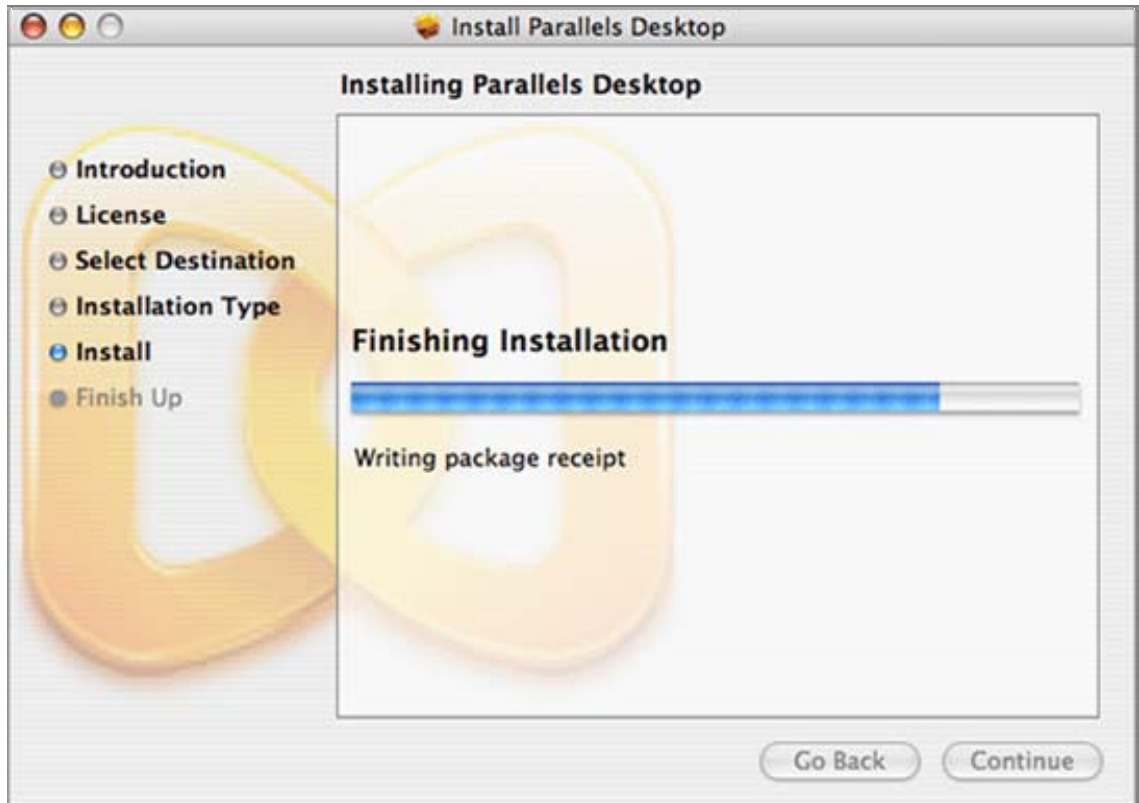 Install Parallels Desktop
Installing Parallels Desktop
Introduction
License
Select Destination
Installation Type
Install
Finish Up
Finishing Installation
Writing package receipt
Go Back
Continue